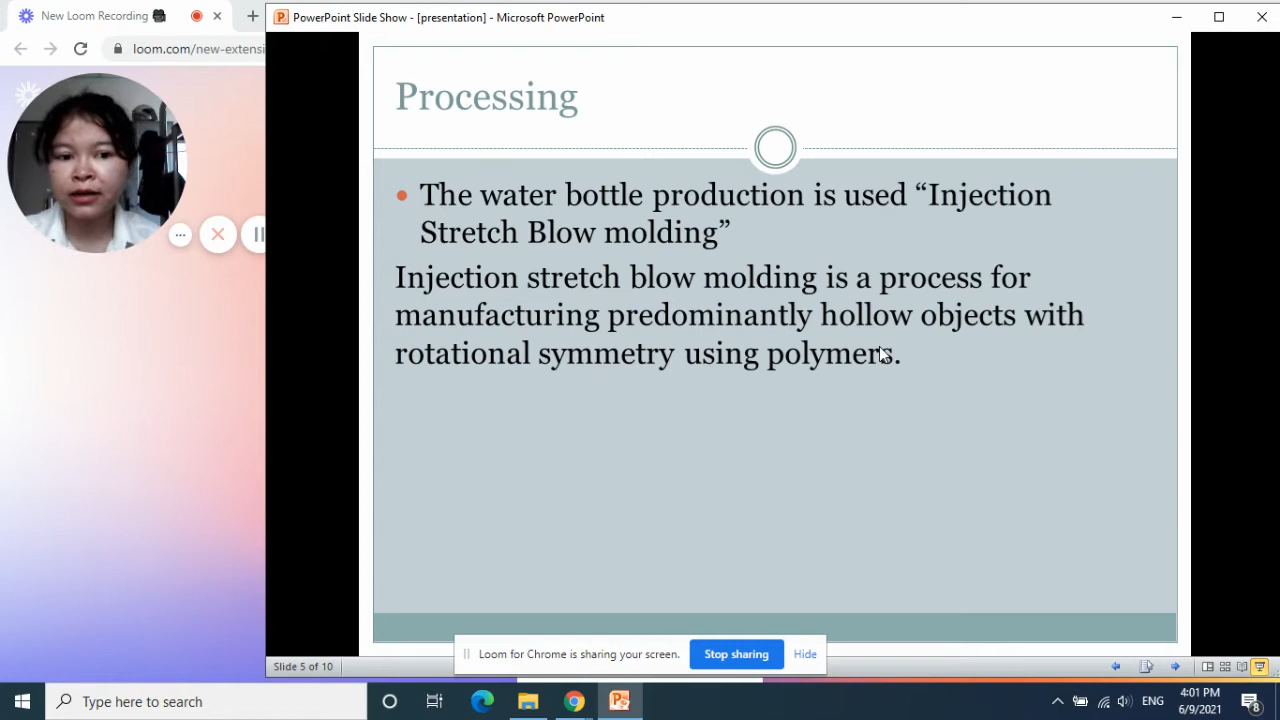 New Loom Recording
PowerPoint Slide Show - [presentation] - Microsoft PowerPoint
loom.com/new-extensi
Processing
• The water bottle production is used “Injection
Stretch Blow molding”
Injection stretch blow molding is a process for
manufacturing predominantly hollow objects with
rotational symmetry using polymers.
Loom for Chrome is sharing your screen.
Stop sharing
Hide
Slide 5 of 10
Type here to search
ENG
4:01 PM
6/9/2021
8